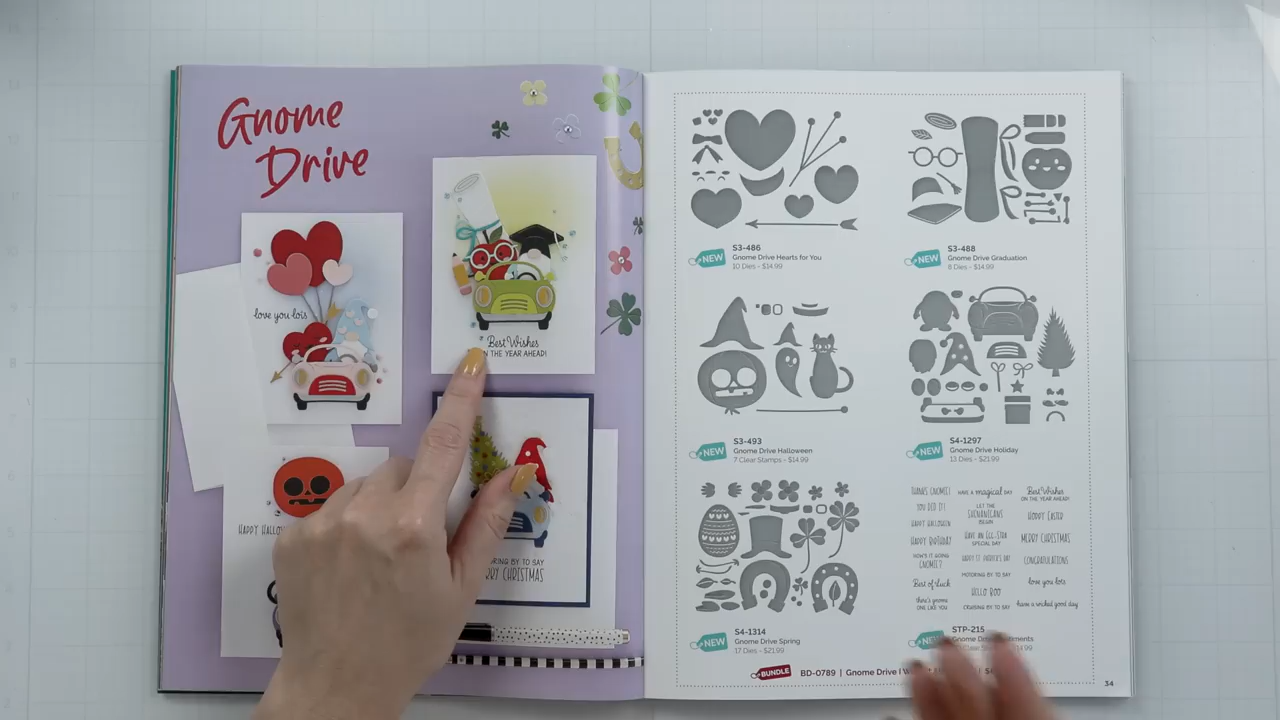 Gnome
Drive
love you lots
Best Wishes
ON THE YEAR AHEAD!
HAPPY
ORING BY TO SAY
RRY CHRISTMAS
NEW
S3-486
Gnome Drive Hearts for You
10 Dies - $14.99
NEW
S3-488
Gnome Drive Graduation
8 Dies - $14.99
NEW
S3-493
Gnome Drive Halloween
7 Clear Stamps - $14.99
NEW
S4-1297
Gnome Drive Holiday
13 Dies - $21.99
THANKS GNOMIE!
HAVE A magical DAY
Best Wishes
ON THE YEAR AHEAD!
YOU DID IT!
LET THE
SHENANIGANS
BEGIN
HOPPY EASTER
HAPPY HALLOWEEN
HAPPY BIRTHDAY
HAVE AN EGG-STRA
SPECIAL DAY
MERRY CHRISTMAS
HOW'S IT GOING
GNOMIE?
HAPPY ST. PATRICK'S DAY
CONGRATULATIONS
Best of Luck
MOTORING BY TO SAY
love you lots
HELLO BOO
there's gnome
ONE LIKE YOU
CRUISING BY TO SAY
have a wicked good day
NEW
S4-1314
Gnome Drive Spring
17 Dies - $21.99
STP-215
BUNDLE
BD-0789 | Gnome Drive I W
34